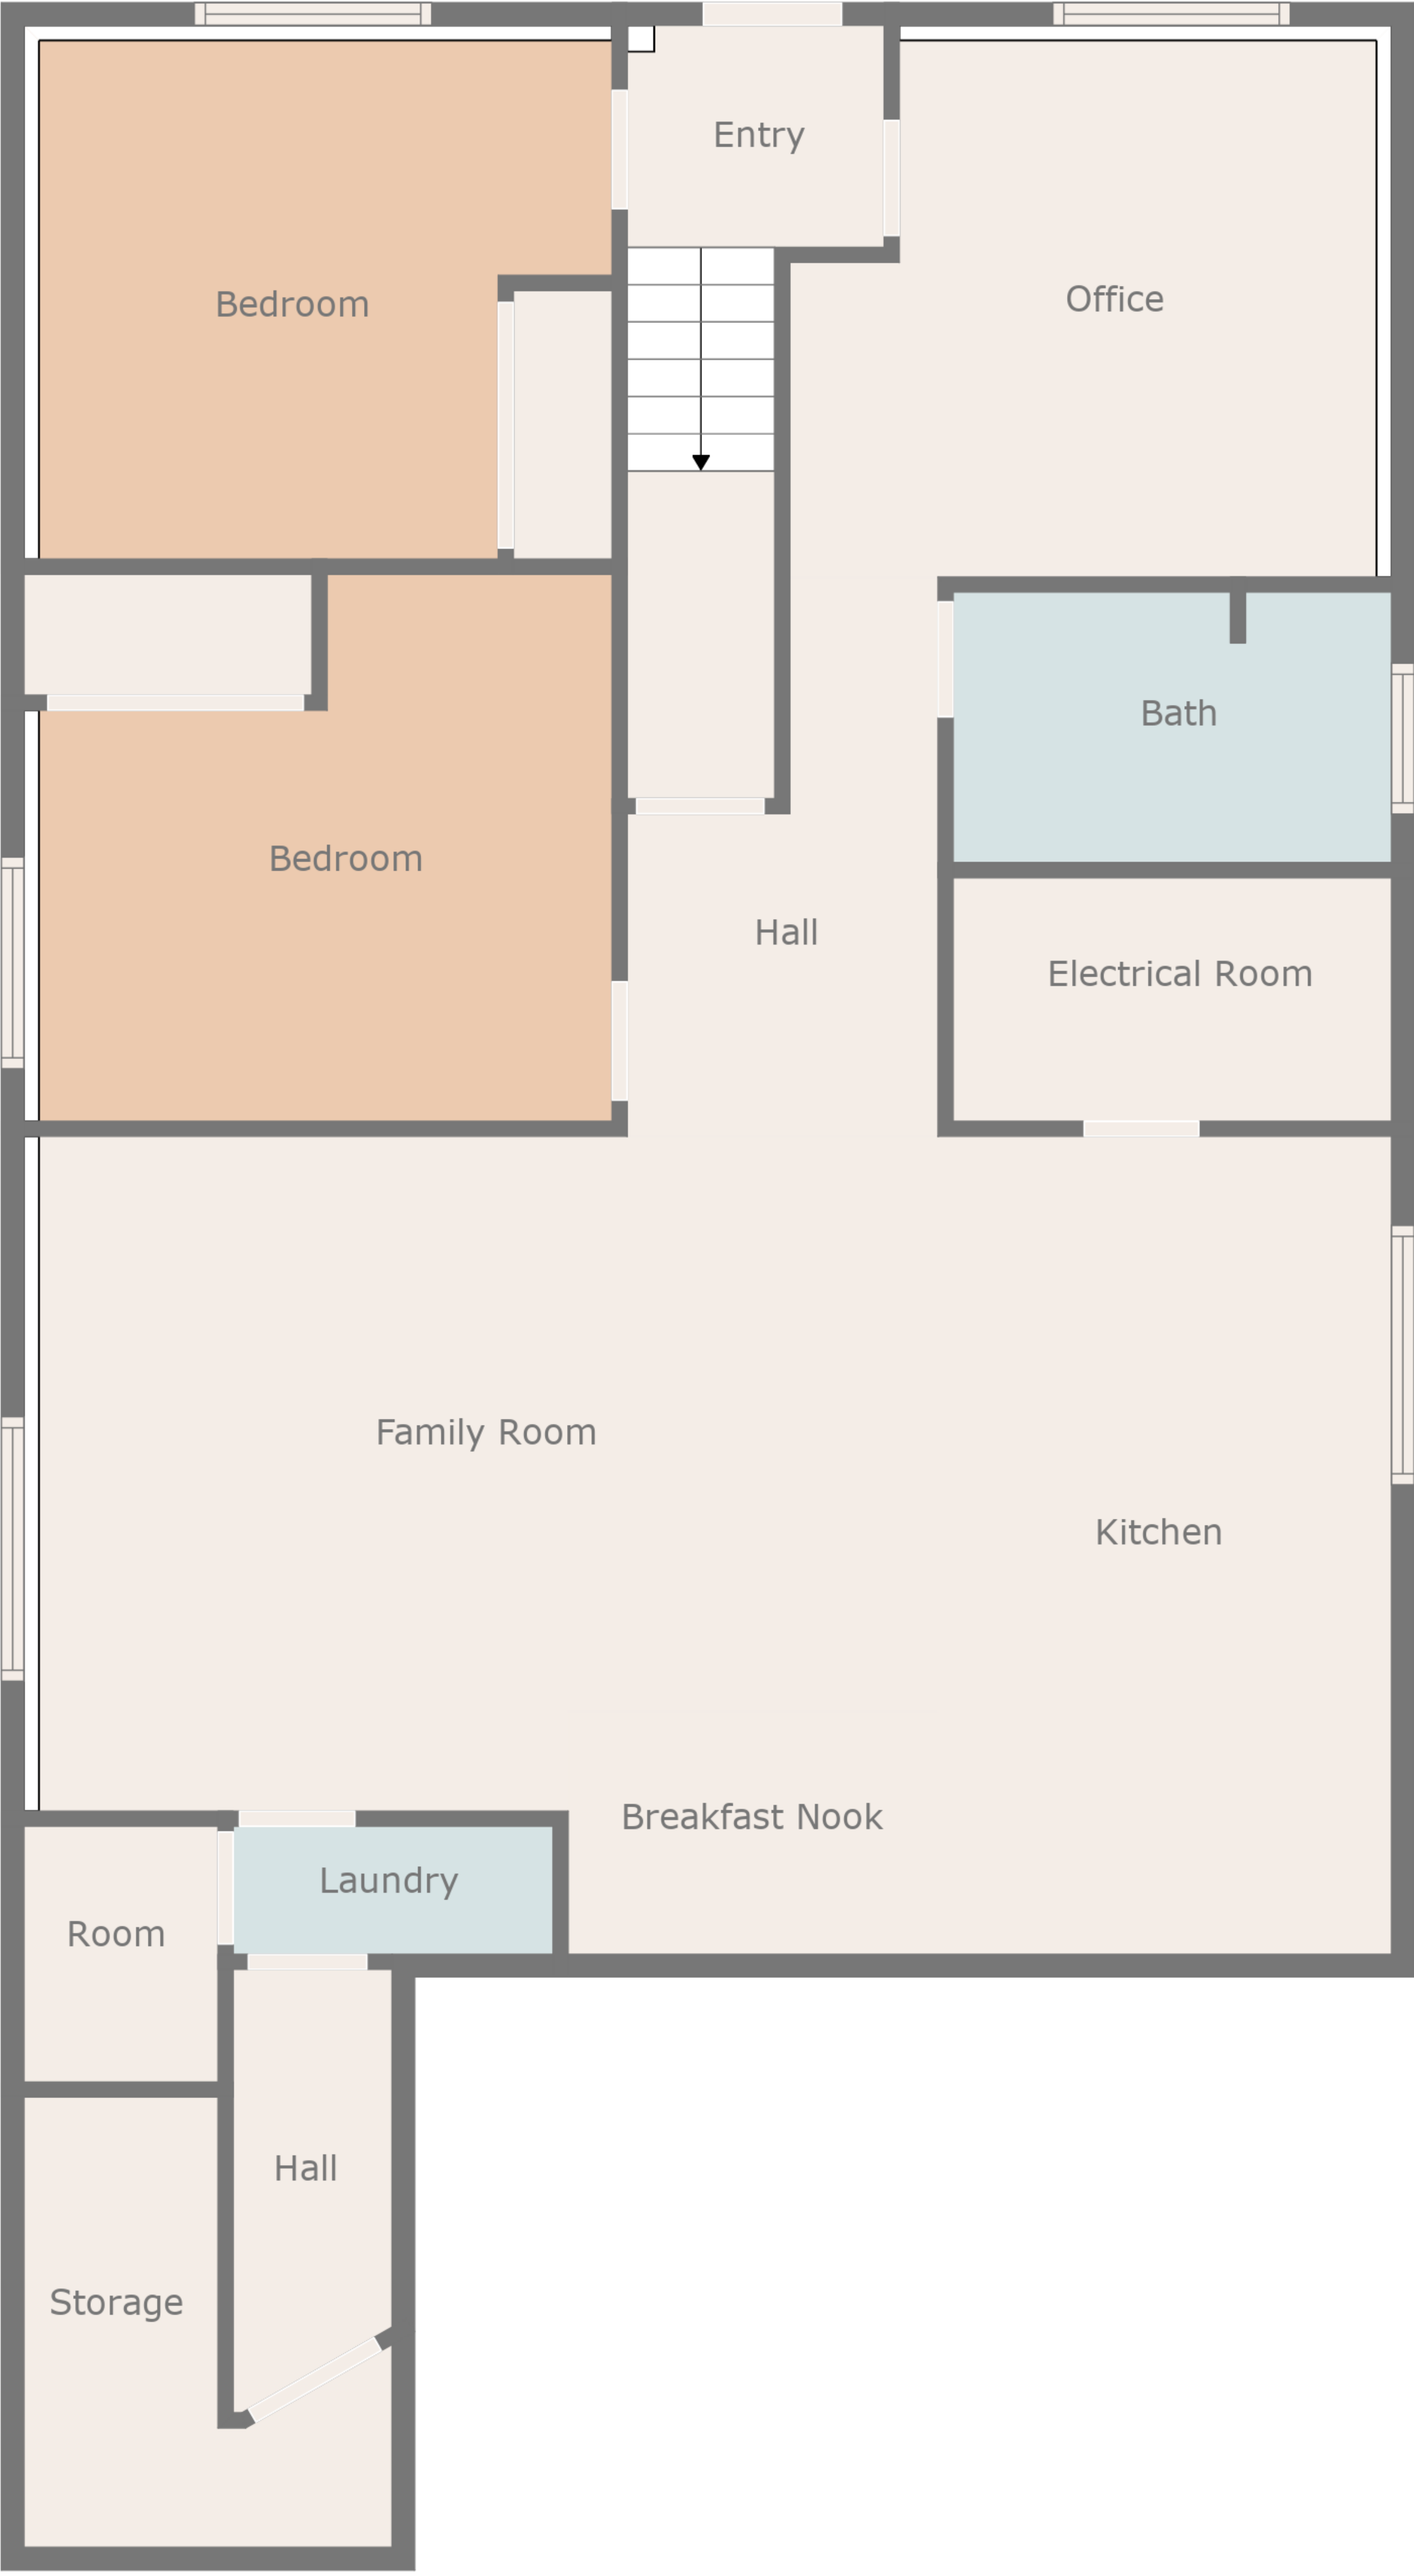 Entry
Bedroom
Office
Bath
Bedroom
Hall
Electrical Room
Family Room
Kitchen
Breakfast Nook
Laundry
Room
Hall
Storage